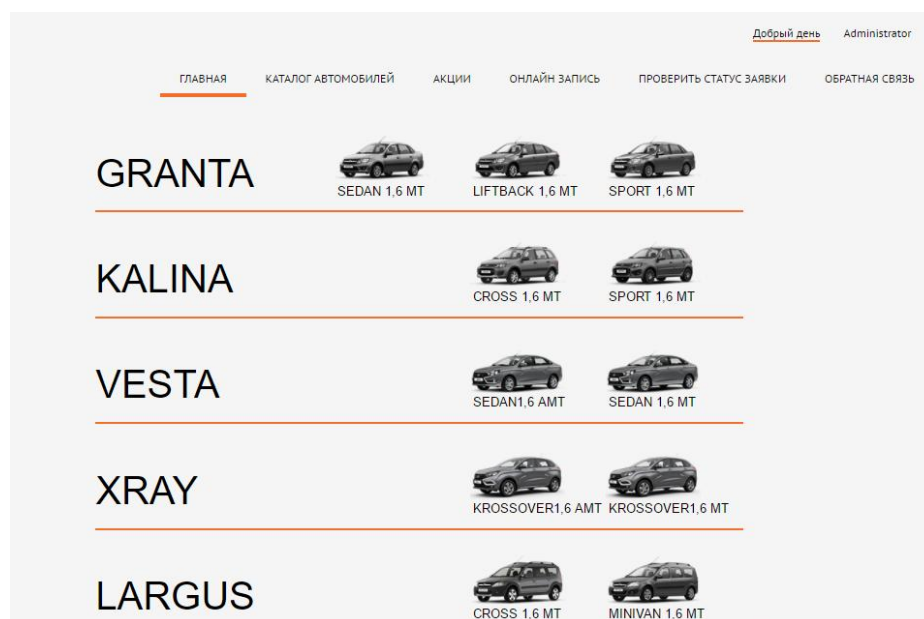 Добрый день Administrator
ГЛАВНАЯ КАТАЛОГ АВТОМОБИЛЕЙ АКЦИИ ОНЛАЙН ЗАПИСЬ ПРОВЕРИТЬ СТАТУС ЗАЯВКИ ОБРАТНАЯ СВЯЗЬ
GRANTA
SEDAN 1,6 MT LIFTBACK 1,6 MT SPORT 1,6 MT
KALINA
CROSS 1,6 MT SPORT 1,6 MT
VESTA
SEDAN1,6 AMT SEDAN 1,6 MT
XRAY
KROSSOVER1,6 AMT KROSSOVER1,6 MT
LARGUS
CROSS 1,6 MT MINIVAN 1,6 MT